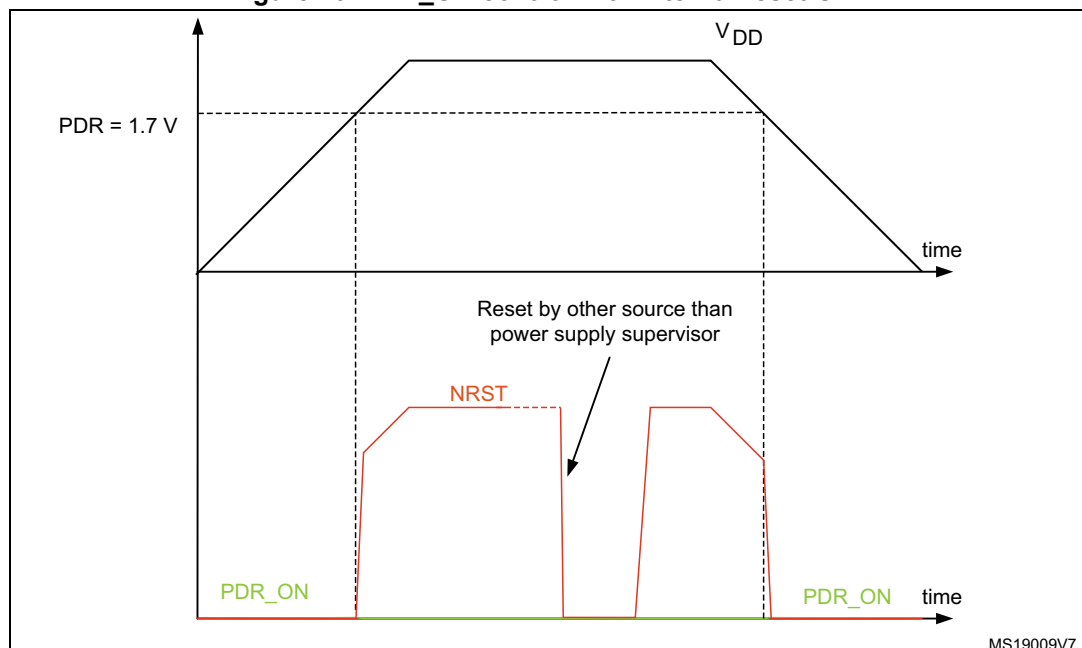 V DD
PDR = 1.7 V
time
Reset by other source than
power supply supervisor
NRST
PDR_ON
PDR_ON
time
MS19009V7